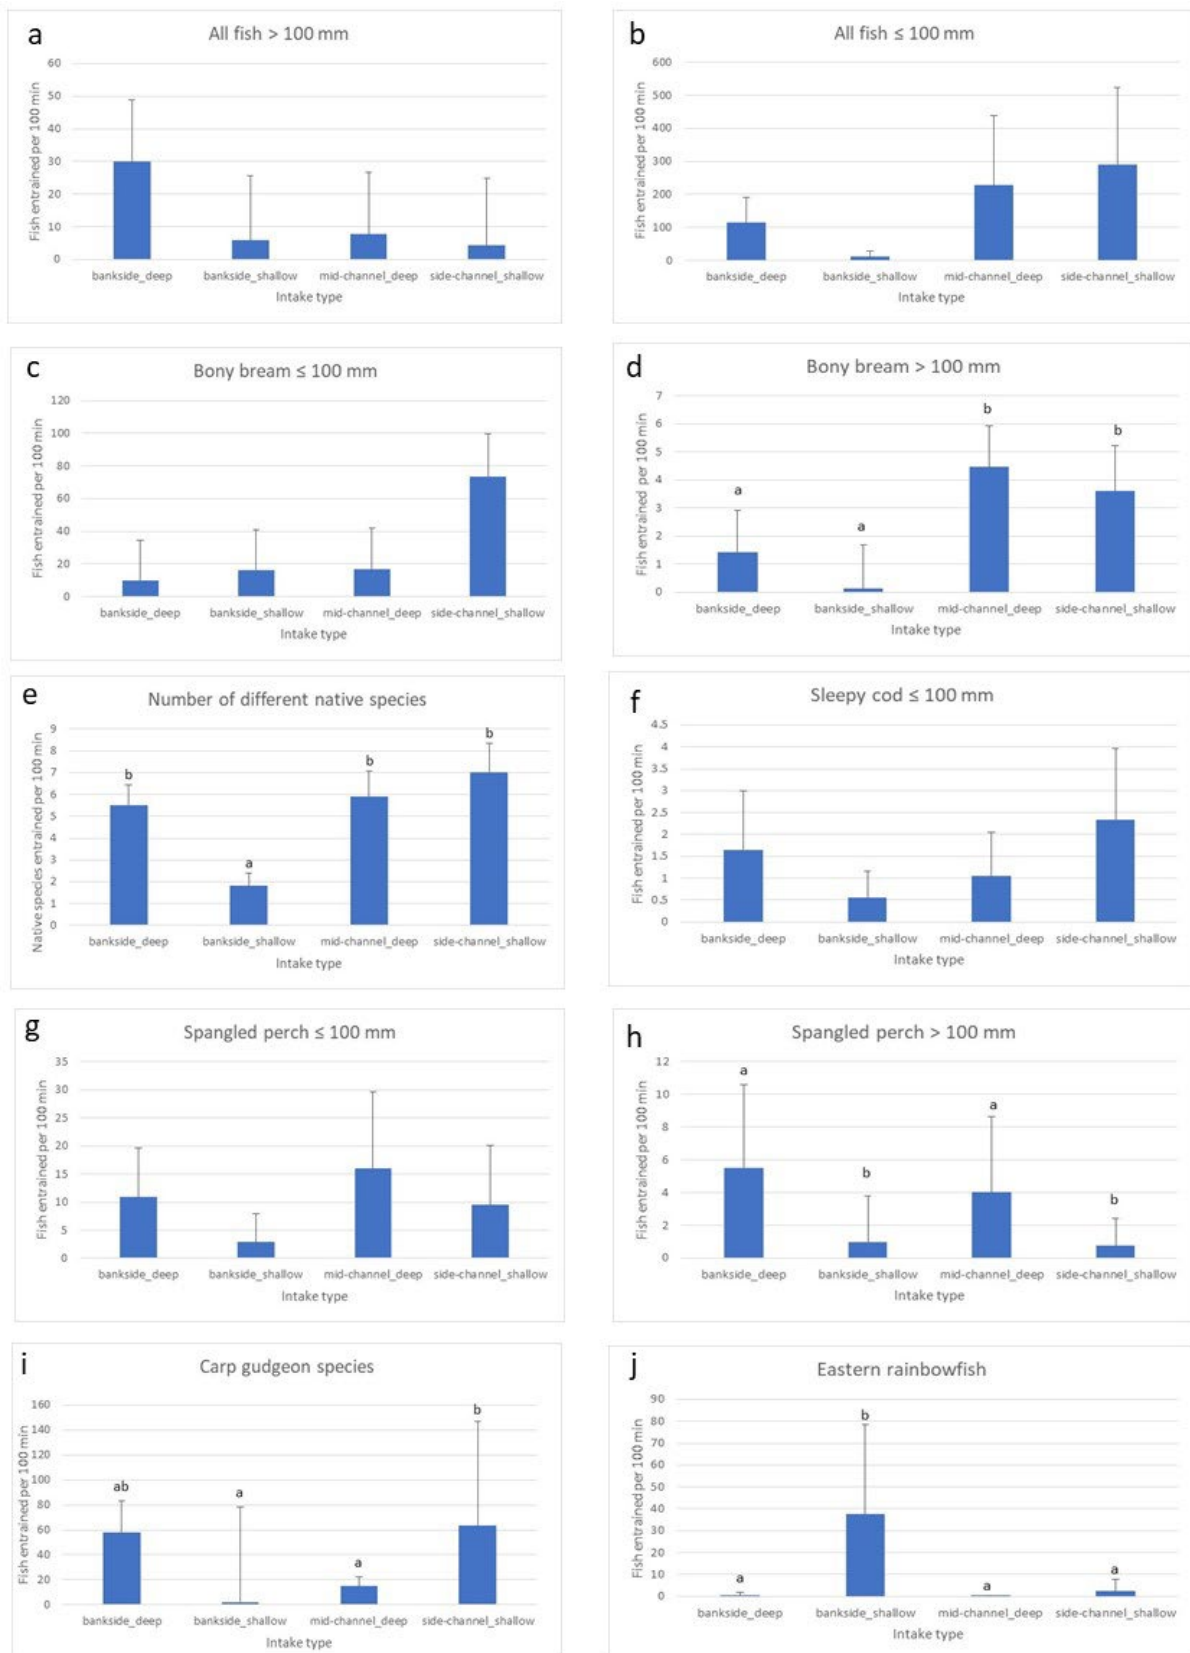 a
All fish > 100 mm
Fish entrained per 100 min
60
50
40
30
20
10
0
bankside_deep bankside_shallow mid-channel_deep side-channel_shallow
Intake type
b
All fish ≤ 100 mm
Fish entrained per 100 min
600
500
400
300
200
100
0
bankside_deep bankside_shallow mid-channel_deep side-channel_shallow
Intake type
c
Bony bream ≤ 100 mm
Fish entrained per 100 min
120
100
80
60
40
20
0
bankside_deep bankside_shallow mid-channel_deep side-channel_shallow
Intake type
d
Bony bream > 100 mm
Fish entrained per 100 min
7
6
5
4
3
2
1
0
a a b b
bankside_deep bankside_shallow mid-channel_deep side-channel_shallow
Intake type
e
Number of different native species
Native species entrained per 100 min
9
8
7
6
5
4
3
2
1
0
b a b b
bankside_deep bankside_shallow mid-channel_deep side-channel_shallow
Intake type
f
Sleepy cod ≤ 100 mm
Fish entrained per 100 min
4.5
4
3.5
3
2.5
2
1.5
1
0.5
0
bankside_deep bankside_shallow mid-channel_deep side-channel_shallow
Intake type
g
Spangled perch ≤ 100 mm
Fish entrained per 100 min
35
30
25
20
15
10
5
0
bankside_deep bankside_shallow mid-channel_deep side-channel_shallow
Intake type
h
Spangled perch > 100 mm
Fish entrained per 100 min
12
10
8
6
4
2
0
a b a b
bankside_deep bankside_shallow mid-channel_deep side-channel_shallow
Intake type
i
Carp gudgeon species
Fish entrained per 100 min
160
140
120
100
80
60
40
20
0
ab a a b
bankside_deep bankside_shallow mid-channel_deep side-channel_shallow
Intake type
j
Eastern rainbowfish
Fish entrained per 100 min
90
80
70
60
50
40
30
20
10
0
a b a a
bankside_deep bankside_shallow mid-channel_deep side-channel_shallow
Intake type